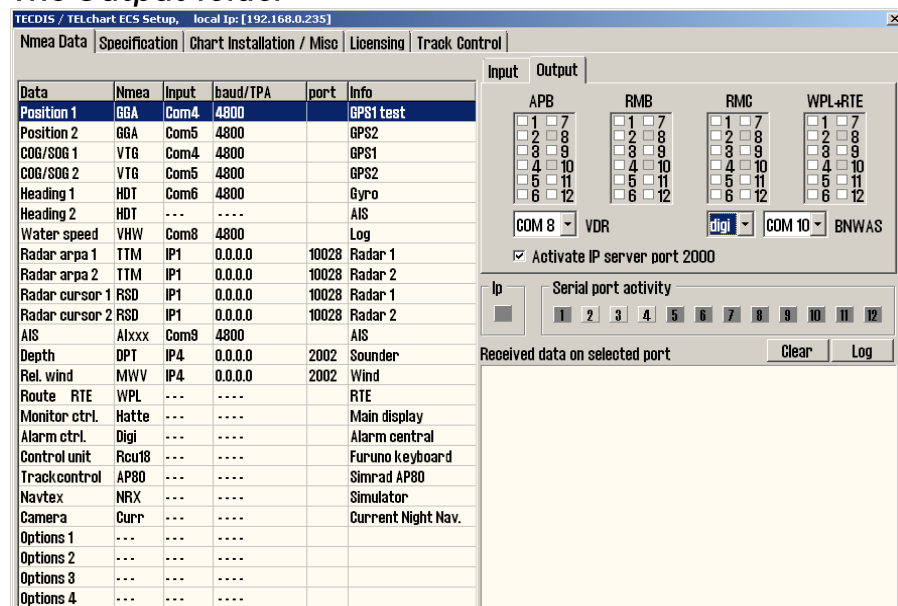 The Output folder
TECDIS / TELchart ECS Setup, local Ip: [192.168.0.235] x
Nmea Data Specification Chart Installation / Misc Licensing Track Control
Input Output
Data Nmea Input baud/TPA port Info
Position 1 GGA Com4 4800 GPS1 test
Position 2 GGA Com5 4800 GPS2
COG/SOG 1 VTG Com4 4800 GPS1
COG/SOG 2 VTG Com5 4800 GPS2
Heading 1 HDT Com6 4800 Gyro
Heading 2 HDT --- ---- AIS
Water speed VHW Com8 4800 Log
Radar arpa 1 TTM IP1 0.0.0.0 10028 Radar 1
Radar arpa 2 TTM IP1 0.0.0.0 10028 Radar 2
Radar cursor 1 RSD IP1 0.0.0.0 10028 Radar 1
Radar cursor 2 RSD IP1 0.0.0.0 10028 Radar 2
AIS AIxxx Com9 4800 AIS
Depth DPT IP4 0.0.0.0 2002 Sounder
Rel. wind MWV IP4 0.0.0.0 2002 Wind
Route RTE WPL --- ---- RTE
Monitor ctrl. Hatte --- ---- Main display
Alarm ctrl. Digi --- ---- Alarm central
Control unit Rcu18 --- ---- Furuno keyboard
Trackcontrol AP80 --- ---- Simrad AP80
Navtex NRX --- ---- Simulator
Camera Curr --- ---- Current Night Nav.
Options 1 --- ----
Options 2 --- ----
Options 3 --- ----
Options 4 --- ----
APB RMB RMC WPL+RTE
1 7 1 7 1 7 1 7
2 8 2 8 2 8 2 8
3 9 3 9 3 9 3 9
4 10 4 10 4 10 4 10
5 11 5 11 5 11 5 11
6 12 6 12 6 12 6 12
COM 8 VDR digi COM 10 BNWAS
Activate IP server port 2000
Ip Serial port activity
1 2 3 4 5 6 7 8 9 10 11 12
Received data on selected port Clear Log